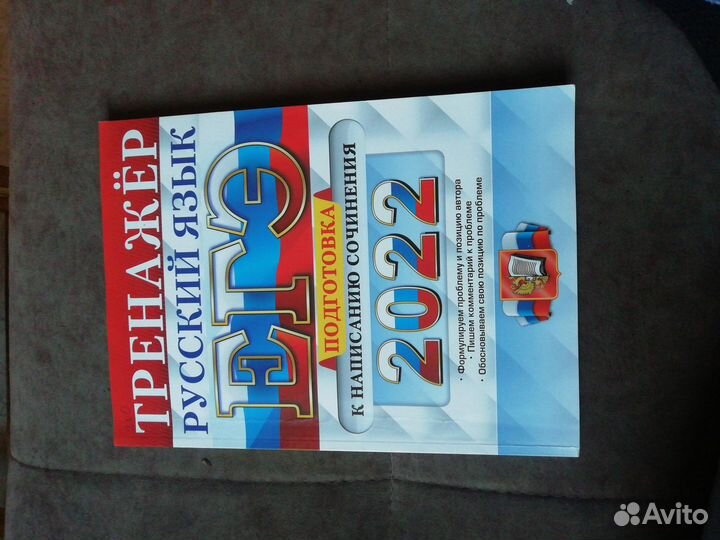 ТРЕНАЖЁР
РУССКИЙ ЯЗЫК
ЕГЭ
ПОДГОТОВКА
К НАПИСАНИЮ СОЧИНЕНИЯ
2022
• Формулируем проблему и позицию автора
• Пишем комментарий к проблеме
• Обосновываем свою позицию по проблеме
Avito